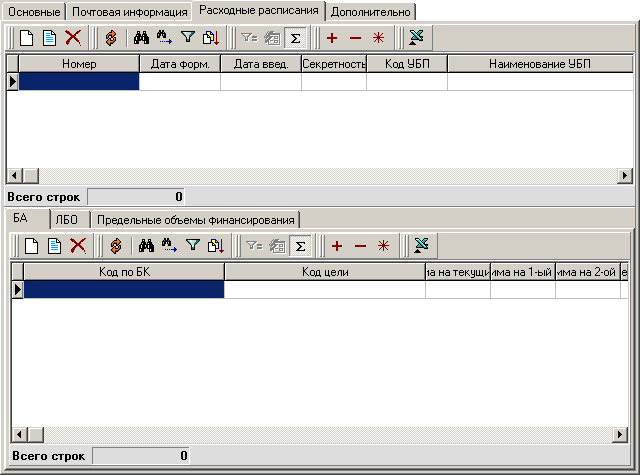 Основные Почтовая информация Расходные расписания Дополнительно
Номер Дата форм. Дата введ. Секретность Код УБП Наименование УБП
Всего строк 0
БА ЛБО Предельные объемы финансирования
Код по БК Код цели ма на текущи има на 1-ый има на 2-ой е
Всего строк 0